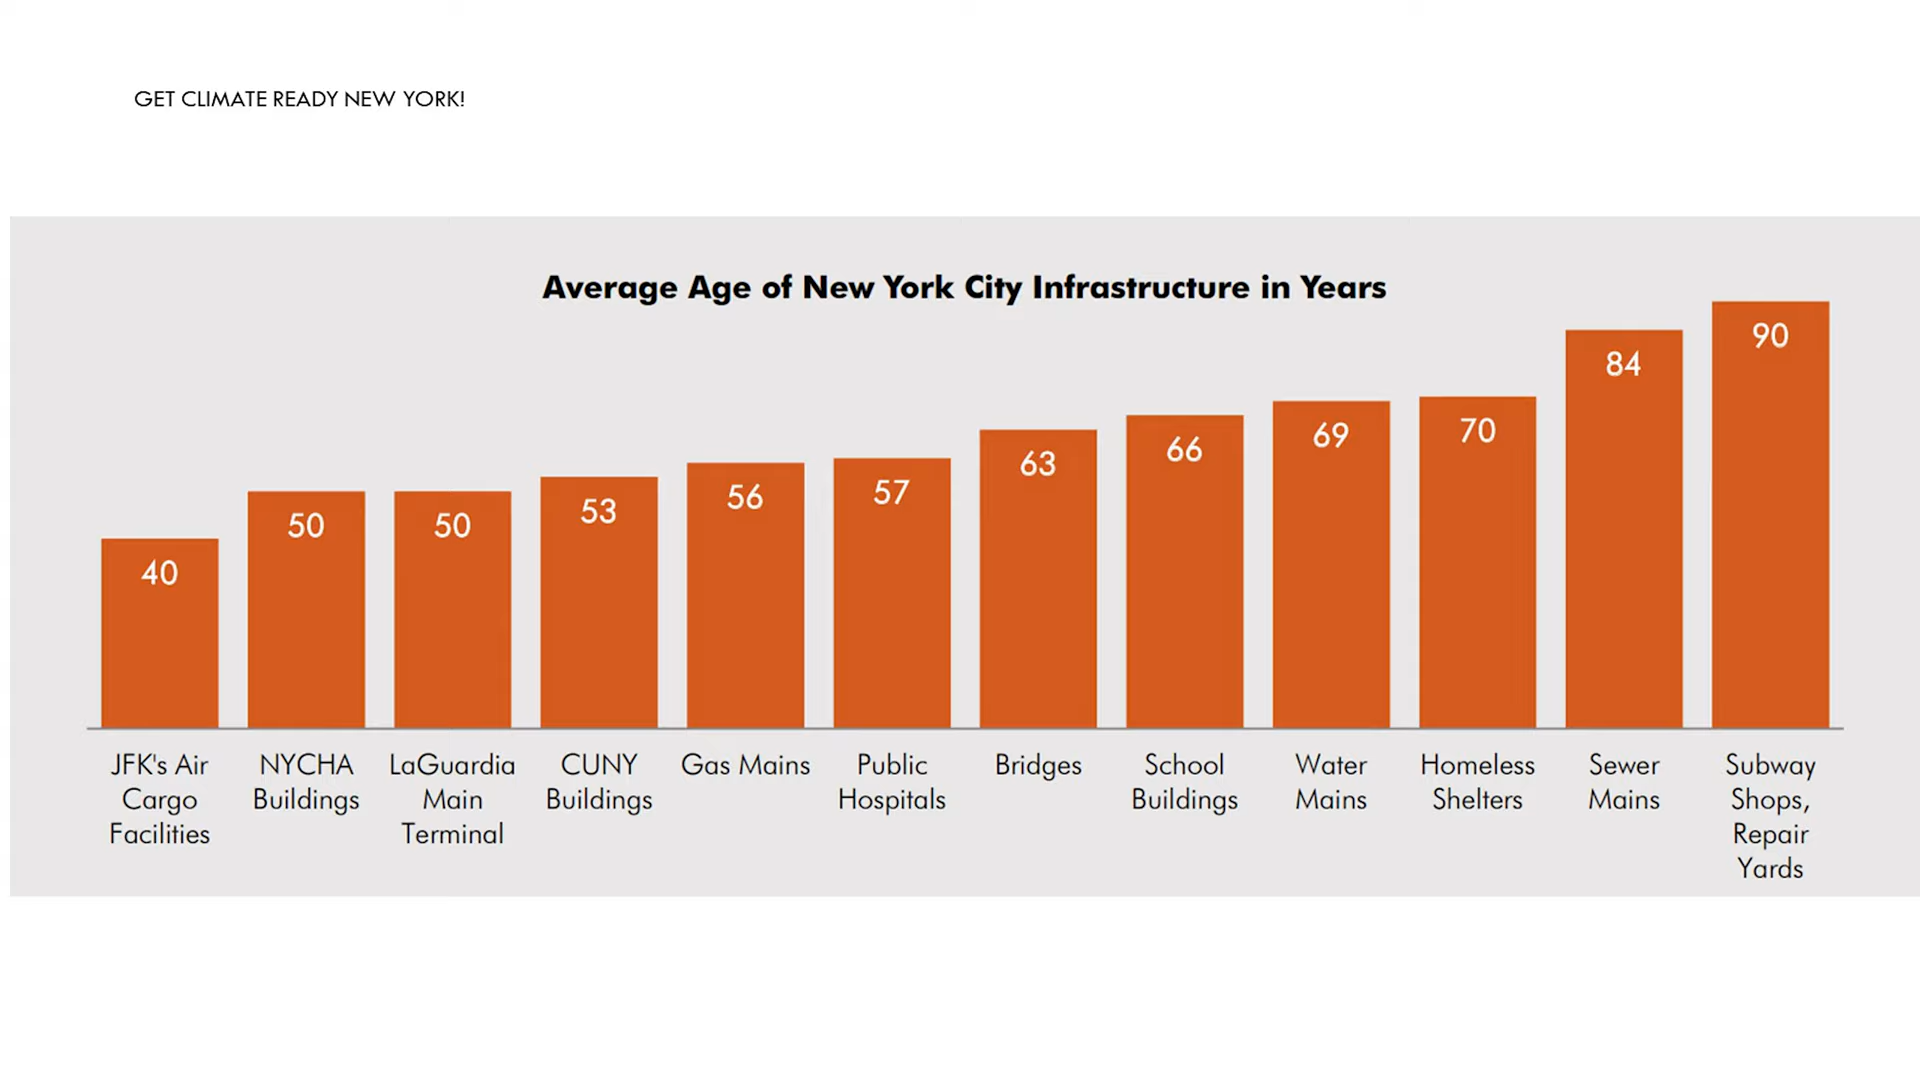 GET CLIMATE READY NEW YORK!
Average Age of New York City Infrastructure in Years
40
50
50
53
56
57
63
66
69
70
84
90
JFK's Air
Cargo
Facilities
NYCHA
Buildings
LaGuardia
Main
Terminal
CUNY
Buildings
Gas Mains
Public
Hospitals
Bridges
School
Buildings
Water
Mains
Homeless
Shelters
Sewer
Mains
Subway
Shops,
Repair
Yards